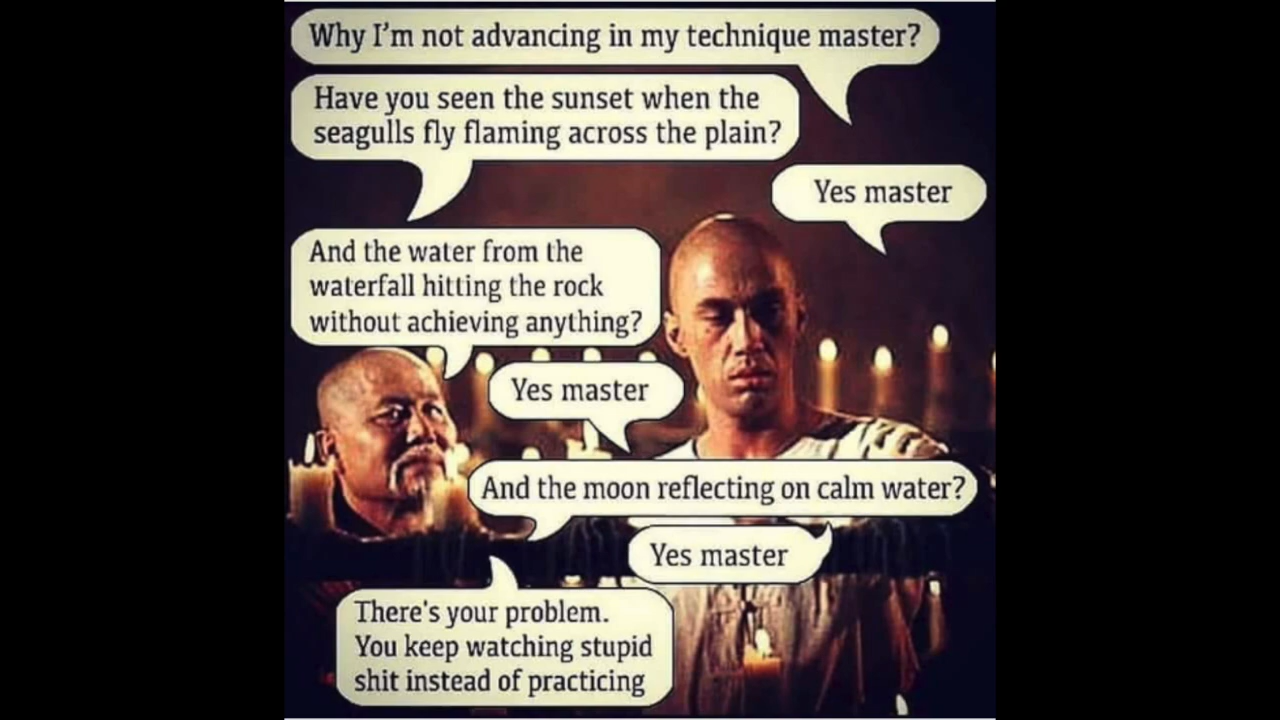 Why I'm not advancing in my technique master?
Have you seen the sunset when the
seagulls fly flaming across the plain?
Yes master
And the water from the
waterfall hitting the rock
without achieving anything?
Yes master
And the moon reflecting on calm water?
Yes master
There's your problem.
You keep watching stupid
shit instead of practicing